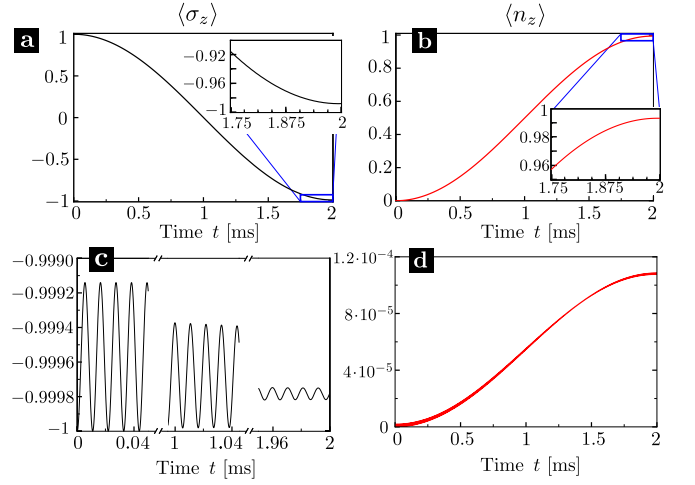 ⟨σ_z⟩ ⟨n_z⟩
a
1
0.5
0
−0.5
−1
−0.92
−0.96
−1
1.75 1.875 2
0 0.5 1 1.5 2
Time t [ms]
b
1
0.8
0.6
0.4
0.2
0
1
0.98
0.96
1.75 1.875 2
0 0.5 1 1.5 2
Time t [ms]
c
−0.9990
−0.9992
−0.9994
−0.9996
−0.9998
−1
0 0.04 1 1.04 1.96 2
Time t [ms]
d
1.2·10⁻⁴
8·10⁻⁵
4·10⁻⁵
0
0 0.5 1 1.5 2
Time t [ms]